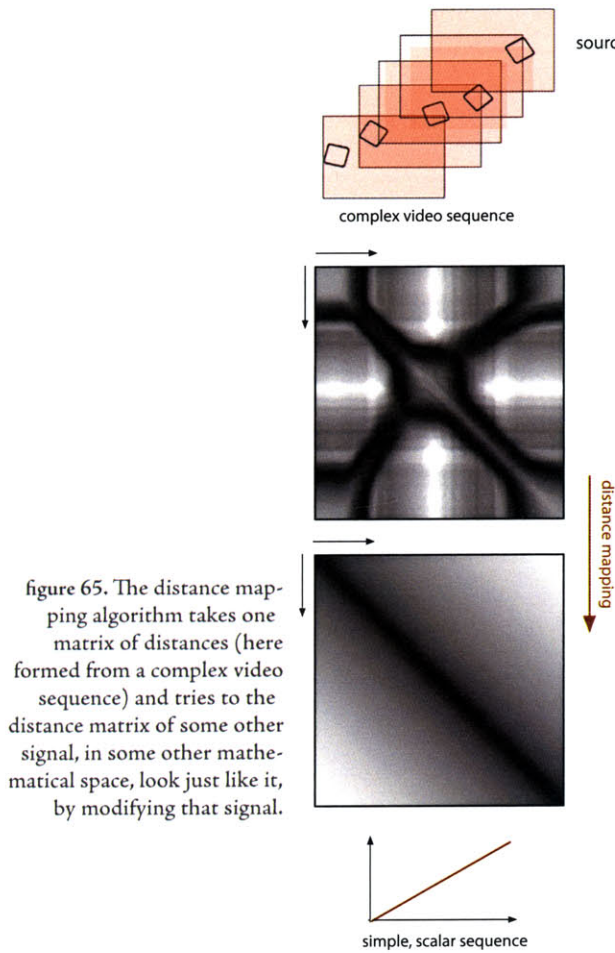 complex video sequence
distance mapping
figure 65. The distance map-
ping algorithm takes one
matrix of distances (here
formed from a complex video
sequence) and tries to the
distance matrix of some other
signal, in some other mathe-
matical space, look just like it,
by modifying that signal.
simple, scalar sequence